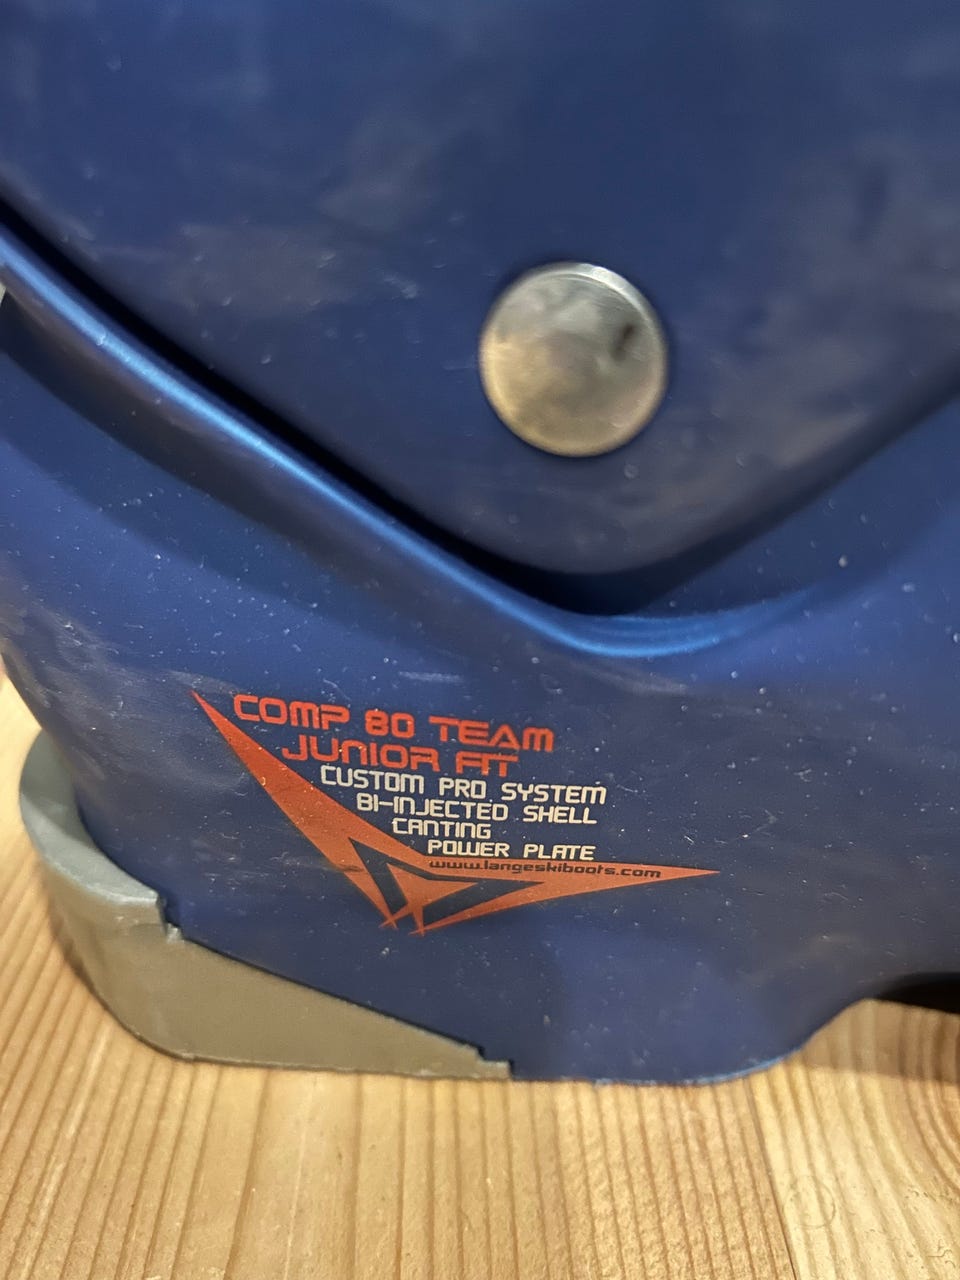 COMP 80 TEAM
JUNIOR FIT
CUSTOM PRO SYSTEM
BI-INJECTED SHELL
CANTING
POWER PLATE
www.langeskiboots.com